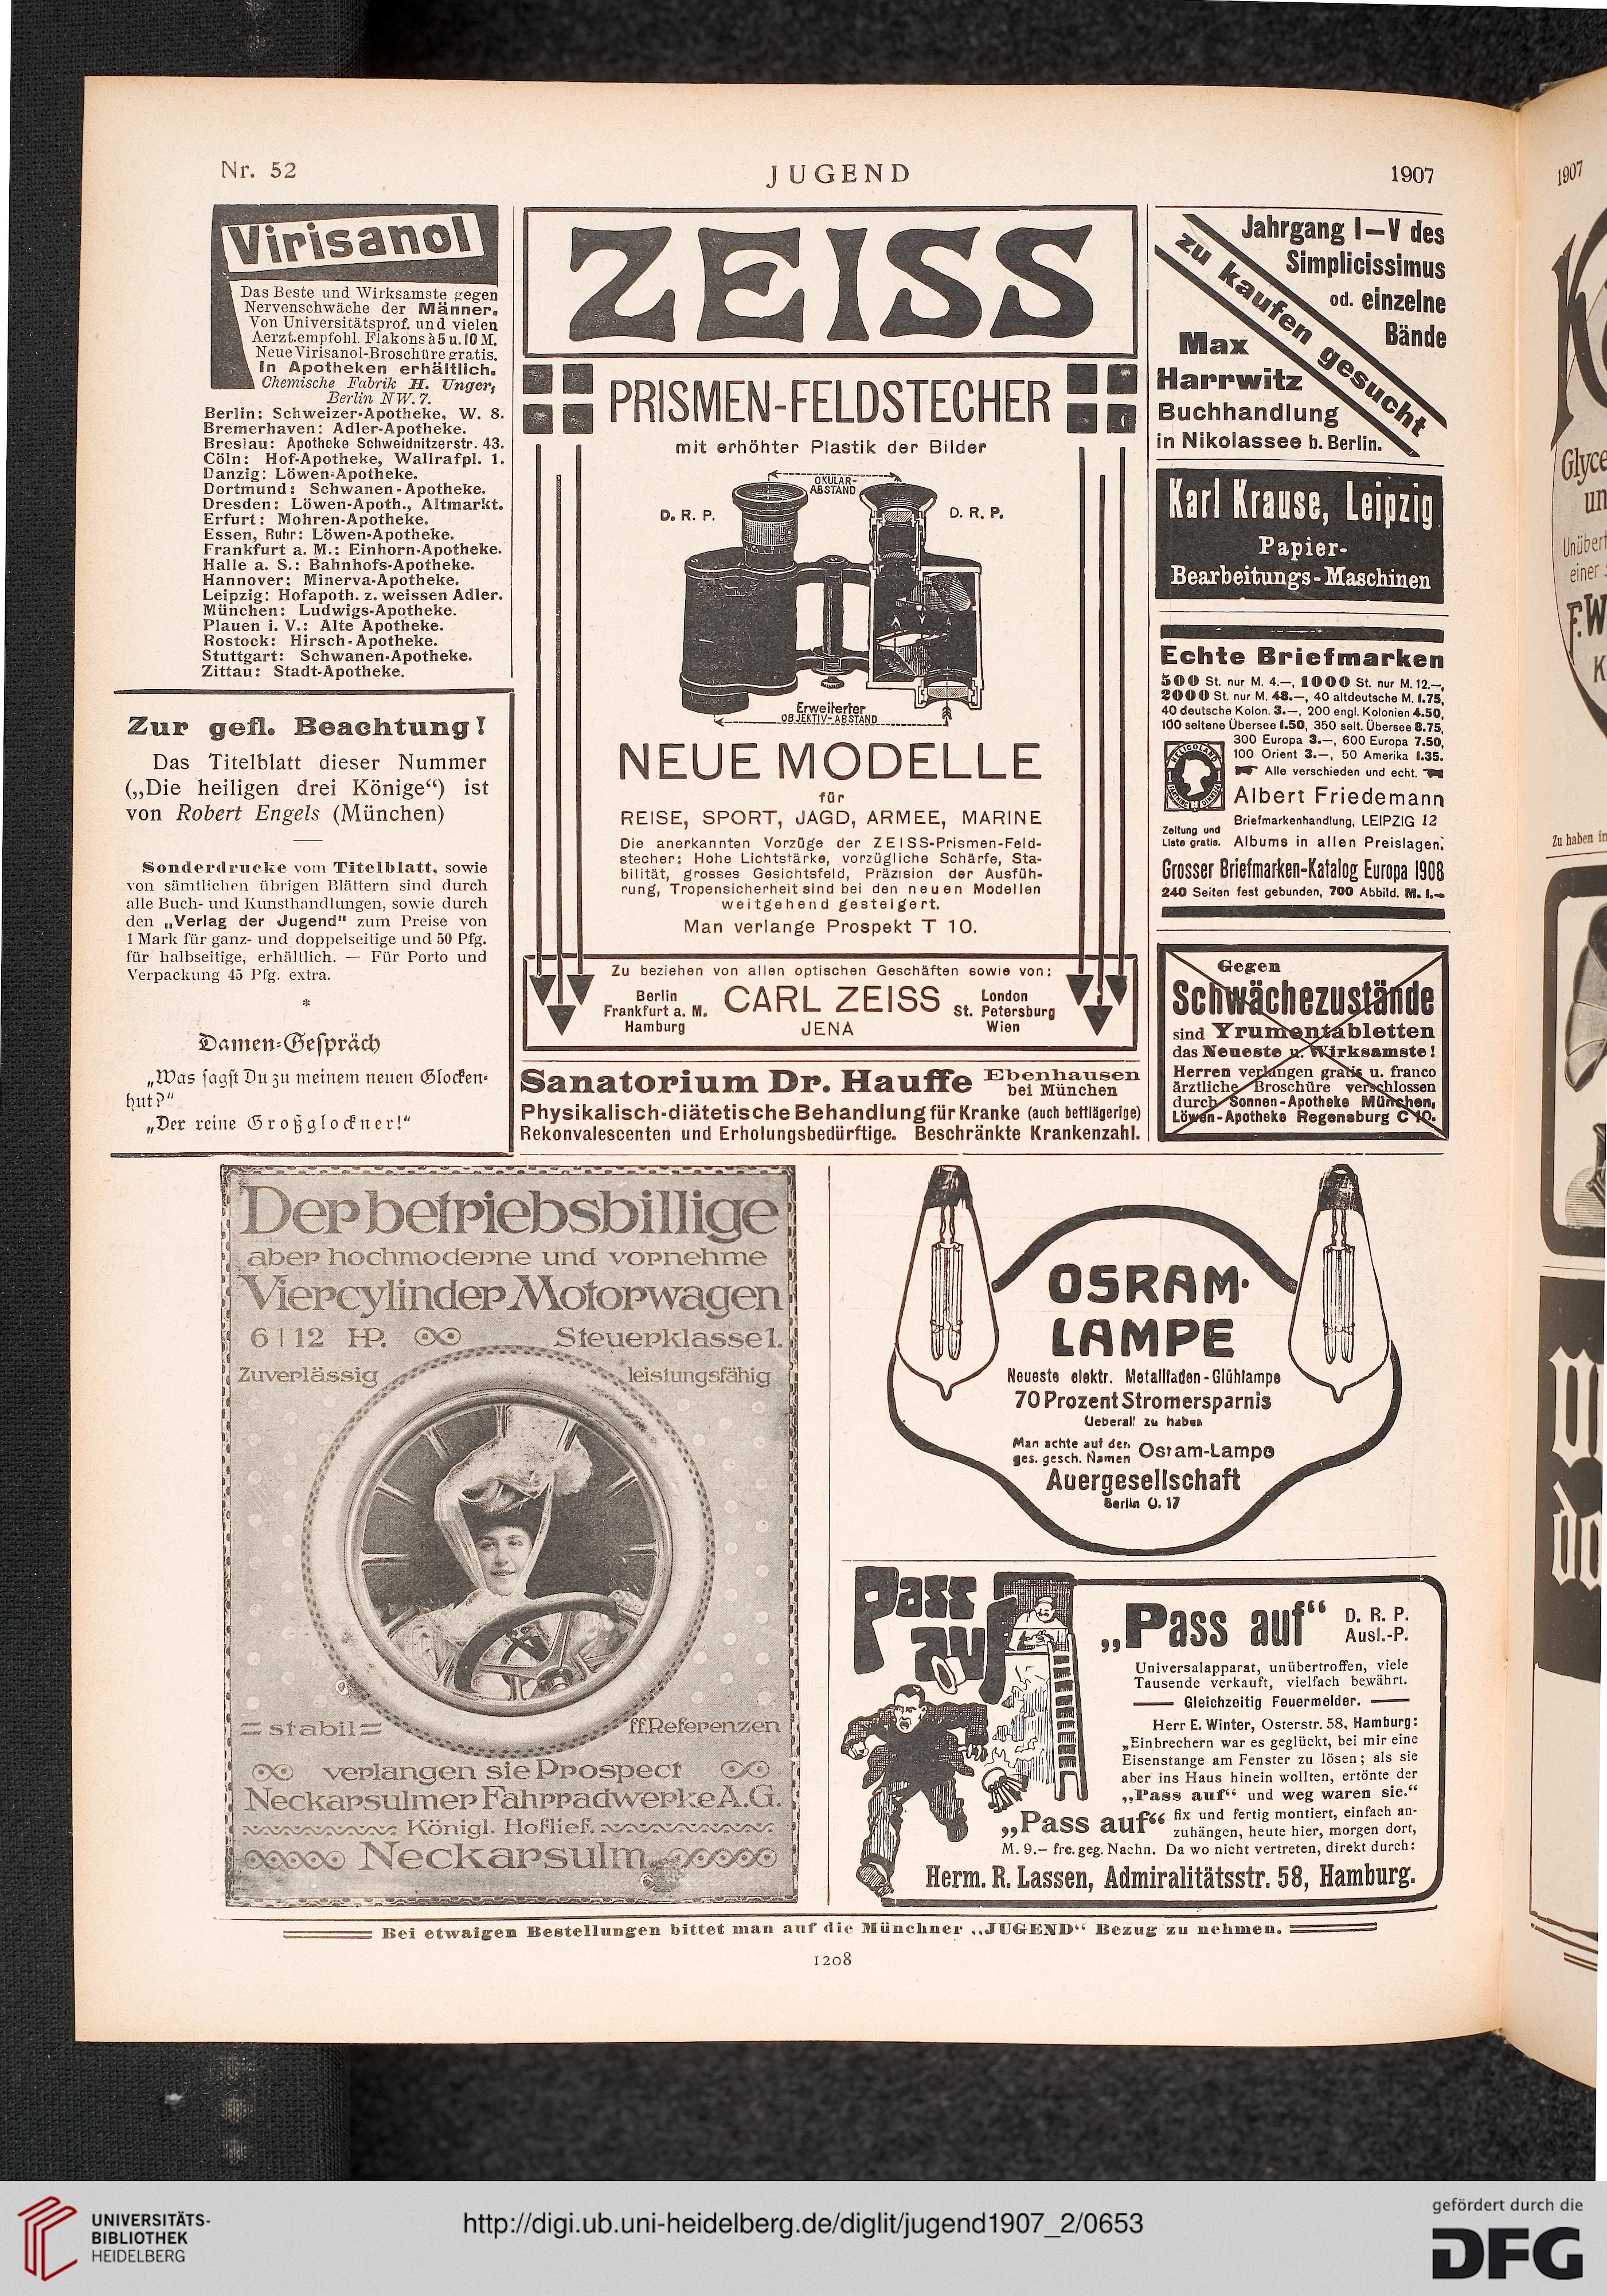 Nr. 52
JUGEND
1907
Virisanol
Das Beste und Wirksamste gegen
Nervenschwäche der Männer.
Von Universitätsprof. und vielen
Aerzt. empfohl. Flakons à 5 u. 10 M.
Neue Virisanol-Broschüre gratis.
In Apotheken erhältlich.
Chemische Fabrik H. Unger,
Berlin NW. 7.
Berlin: Schweizer-Apotheke, W. 8.
Bremerhaven: Adler-Apotheke.
Breslau: Apotheke Schweidnitzerstr. 43.
Cöln: Hof-Apotheke, Wallrafpl. 1.
Danzig: Löwen-Apotheke.
Dortmund: Schwanen-Apotheke.
Dresden: Löwen-Apoth., Altmarkt.
Erfurt: Mohren-Apotheke.
Essen, Ruhr: Löwen-Apotheke.
Frankfurt a. M.: Einhorn-Apotheke.
Halle a. S.: Bahnhofs-Apotheke.
Hannover: Minerva-Apotheke.
Leipzig: Hofapoth. z. weissen Adler.
München: Ludwigs-Apotheke.
Plauen i. V.: Alte Apotheke.
Rostock: Hirsch-Apotheke.
Stuttgart: Schwanen-Apotheke.
Zittau: Stadt-Apotheke.
Zur gefl. Beachtung!
Das Titelblatt dieser Nummer
(„Die heiligen drei Könige“) ist
von Robert Engels (München)
Sonderdrucke vom Titelblatt, sowie
von sämtlichen übrigen Blättern sind durch
alle Buch- und Kunsthandlungen, sowie durch
den „Verlag der Jugend“ zum Preise von
1 Mark für ganz- und doppelseitige und 50 Pfg.
für halbseitige, erhältlich. — Für Porto und
Verpackung 45 Pfg. extra.
*
Damen-Gespräch
„Was sagst Du zu meinem neuen Glocken-
hut?“
„Der reine Großglockner!“
ZEISS
PRISMEN-FELDSTECHER
mit erhöhter Plastik der Bilder
OKULAR-
ABSTAND
D. R. P.
D. R. P.
Erweiterter
OBJEKTIV-ABSTAND
NEUE MODELLE
für
REISE, SPORT, JAGD, ARMEE, MARINE
Die anerkannten Vorzüge der ZEISS-Prismen-Feld-
stecher: Hohe Lichtstärke, vorzügliche Schärfe, Sta-
bilität, grosses Gesichtsfeld, Präzision der Ausfüh-
rung, Tropensicherheit sind bei den neuen Modellen
weitgehend gesteigert.
Man verlange Prospekt T 10.
Zu beziehen von allen optischen Geschäften sowie von:
Berlin
Frankfurt a. M.
Hamburg
CARL ZEISS
JENA
London
St. Petersburg
Wien
Sanatorium Dr. Hauffe Ebenhausen
bei München
Physikalisch-diätetische Behandlung für Kranke (auch bettlägerige)
Rekonvalescenten und Erholungsbedürftige. Beschränkte Krankenzahl.
Jahrgang I—V des
Simplicissimus
od. einzelne
Bände
zu kaufen gesucht
Max
Harrwitz
Buchhandlung
in Nikolassee b. Berlin.
Karl Krause, Leipzig
Papier-
Bearbeitungs-Maschinen
Echte Briefmarken
500 St. nur M. 4.—, 1000 St. nur M. 12.—,
2000 St. nur M. 48.—, 40 altdeutsche M. 1.75,
40 deutsche Kolon. 3.—, 200 engl. Kolonien 4.50,
100 seltene Übersee 1.50, 350 selt. Übersee 8.75,
300 Europa 3.—, 600 Europa 7.50,
100 Orient 3.—, 50 Amerika 1.35.
Alle verschieden und echt.
HELIGOLAND
Albert Friedemann
Briefmarkenhandlung, LEIPZIG 12
Zeitung und
Liste gratis. Albums in allen Preislagen.
Grosser Briefmarken-Katalog Europa 1908
240 Seiten fest gebunden, 700 Abbild. M. 1.—
Gegen
Schwächezustände
sind Yrumentabletten
das Neueste u. Wirksamste!
Herren verlangen gratis u. franco
ärztliche Broschüre verschlossen
durch Sonnen-Apotheke München,
Löwen-Apotheke Regensburg C 10.
Der betriebsbillige
aber hochmoderne und vornehme
Viercylinder Motorwagen
6|12 HP. Steuerklasse 1.
Zuverlässig leistungsfähig
stabil ff. Referenzen
verlangen sie Prospect
Neckarsulmer Fahrradwerke A.G.
Königl. Hoflief.
Neckarsulm
OSRAM-
LAMPE
Neueste elektr. Metallfaden-Glühlampe
70 Prozent Stromersparnis
Ueberall zu haben
Man achte auf den
ges. gesch. Namen Osram-Lampe
Auergesellschaft
Berlin O. 17
Pass
auf
„Pass auf“ D. R. P.
Ausl.-P.
Universalapparat, unübertroffen, viele
Tausende verkauft, vielfach bewährt.
Gleichzeitig Feuermelder.
Herr E. Winter, Osterstr. 58, Hamburg:
„Einbrechern war es geglückt, bei mir eine
Eisenstange am Fenster zu lösen; als sie
aber ins Haus hinein wollten, ertönte der
„Pass auf“ und weg waren sie.“
„Pass auf“ fix und fertig montiert, einfach an-
zuhängen, heute hier, morgen dort,
M. 9.— frc. geg. Nachn. Da wo nicht vertreten, direkt durch:
Herm. R. Lassen, Admiralitätsstr. 58, Hamburg.
Bei etwaigen Bestellungen bittet man auf die Münchner „JUGEND“ Bezug zu nehmen.
1208
1907
Glyce
Unüber
einer
F. W
K
Zu haben in
UNIVERSITÄTS-
BIBLIOTHEK
HEIDELBERG
http://digi.ub.uni-heidelberg.de/diglit/jugend1907_2/0653
gefördert durch die
DFG